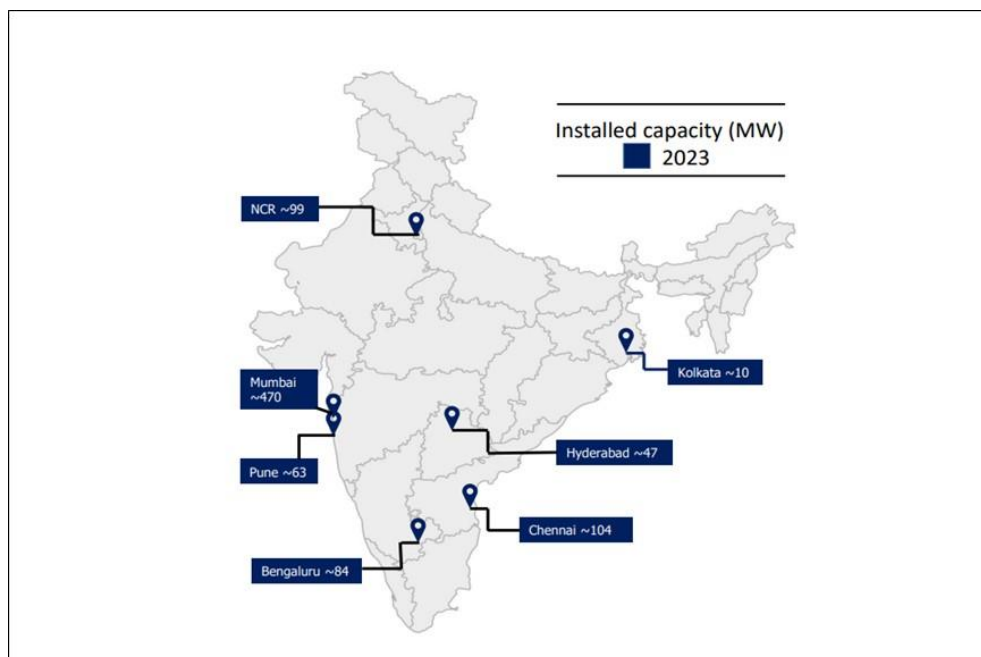 Installed capacity (MW)
2023
NCR ~99
Mumbai
~470
Kolkata ~10
Hyderabad ~47
Pune ~63
Chennai ~104
Bengaluru ~84